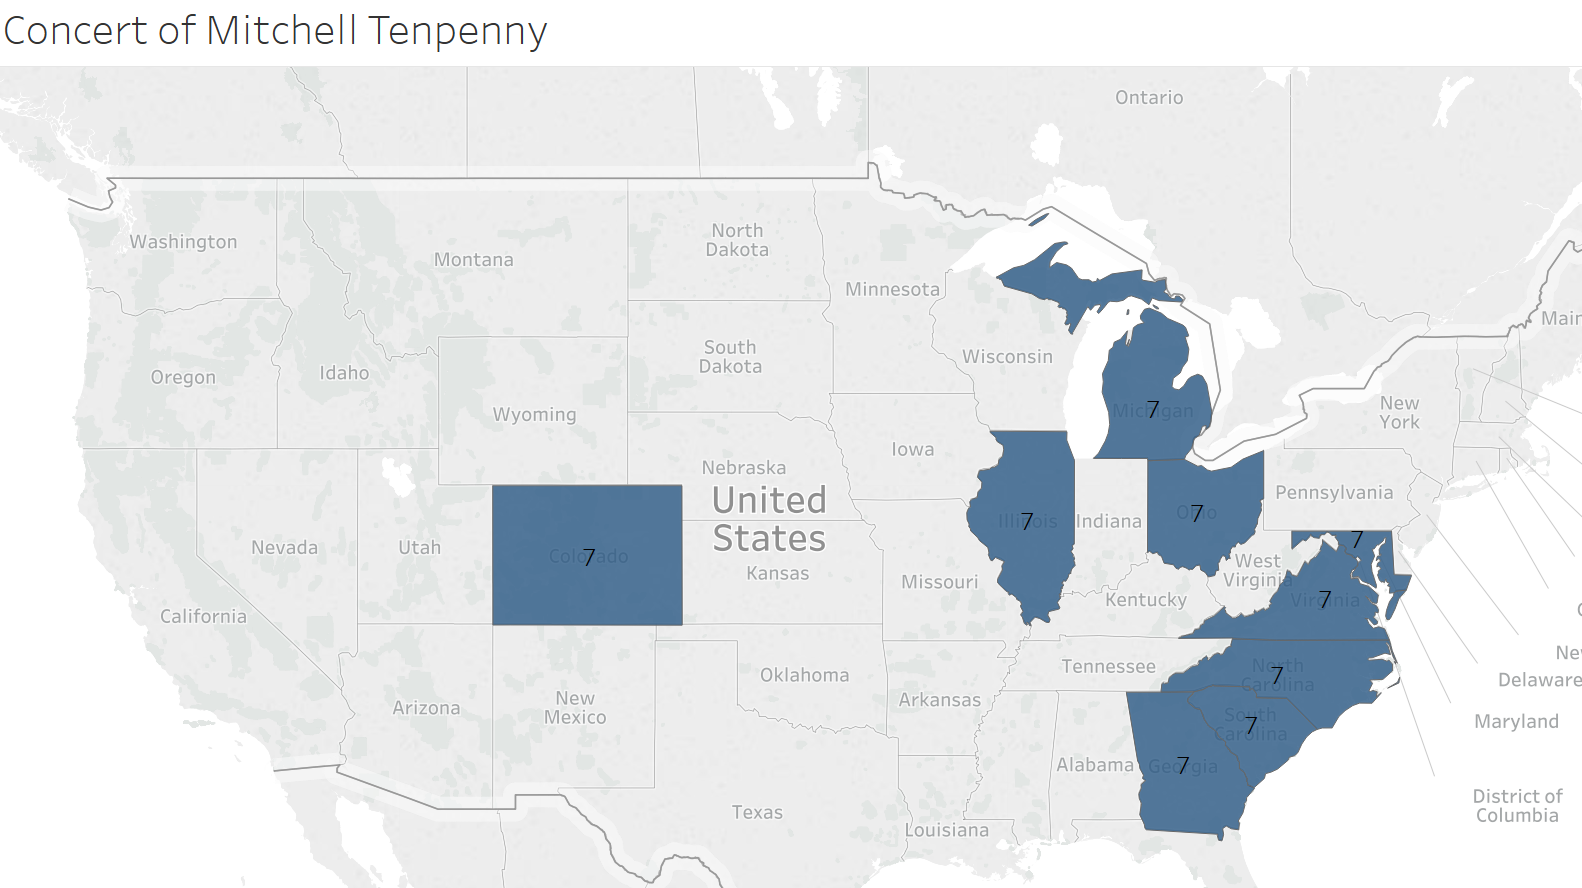 Concert of Mitchell Tenpenny
Ontario
Washington
Montana
North
Dakota
Minnesota
Mair
Oregon
Idaho
South
Dakota
Wisconsin
Wyoming
Michigan
7
New
York
Iowa
Nebraska
United
States
Pennsylvania
Illinois
7
Indiana
Ohio
7
Nevada
Utah
Colorado
7
Kansas
Missouri
West
Virginia
7
Virginia
7
Kentucky
California
Tennessee
North
Carolina
7
Oklahoma
Arkansas
Arizona
New
Mexico
South
Carolina
7
Alabama
Georgia
7
Texas
Louisiana
Ne
Delaware
Maryland
District of
Columbia